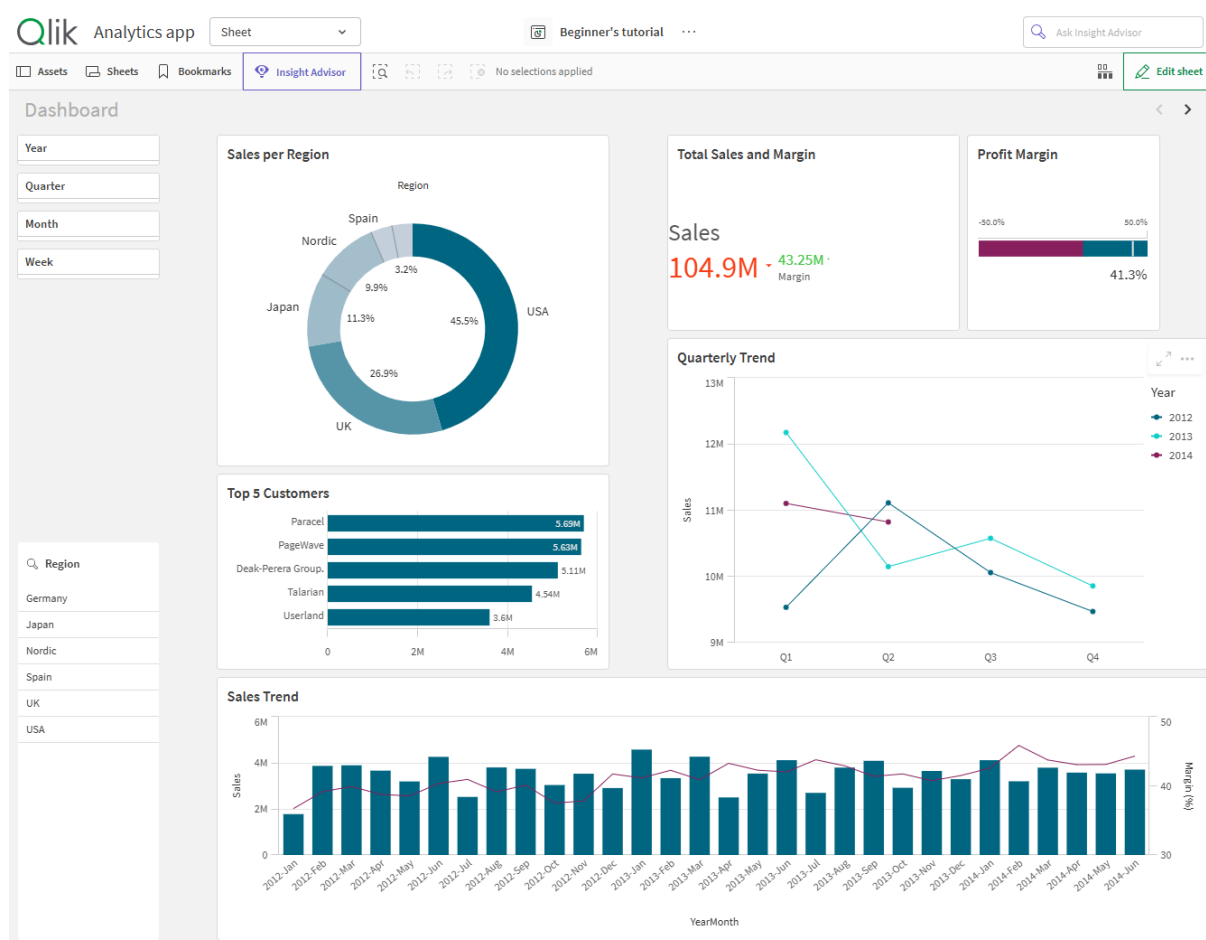 Qlik Analytics app Sheet Beginner's tutorial ... Ask Insight Advisor
Assets Sheets Bookmarks Insight Advisor No selections applied Edit sheet
Dashboard
Year
Quarter
Month
Week
Region
Germany
Japan
Nordic
Spain
UK
USA
Sales per Region
Region
Spain
Nordic
Japan
UK
USA
3.2%
9.9%
11.3%
26.9%
45.5%
Top 5 Customers
Paracel 5.69M
PageWave 5.63M
Deak-Perera Group. 5.11M
Talarian 4.54M
Userland 3.6M
0 2M 4M 6M
Total Sales and Margin
Sales
104.9M 43.25M
Margin
Profit Margin
-50.0% 50.0%
41.3%
Quarterly Trend
Year
2012
2013
2014
13M
12M
11M
10M
9M
Sales
Q1 Q2 Q3 Q4
Sales Trend
6M
4M
2M
0
Sales
50
40
30
Margin (%)
2012-Jan 2012-Feb 2012-Mar 2012-Apr 2012-May 2012-Jun 2012-Jul 2012-Aug 2012-Sep 2012-Oct 2012-Nov 2012-Dec 2013-Jan 2013-Feb 2013-Mar 2013-Apr 2013-May 2013-Jun 2013-Jul 2013-Aug 2013-Sep 2013-Oct 2013-Nov 2013-Dec 2014-Jan 2014-Feb 2014-Mar 2014-Apr 2014-May 2014-Jun
YearMonth